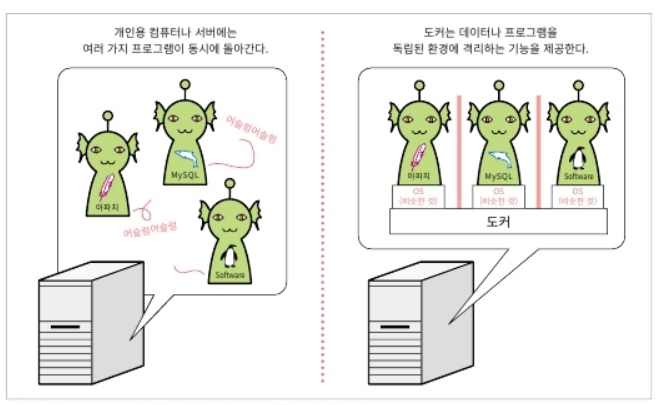 개인용 컴퓨터나 서버에는
여러 가지 프로그램이 동시에 돌아간다.
어슬렁어슬렁
MySQL
아파치
어슬렁어슬렁
Software
도커는 데이터나 프로그램을
독립된 환경에 격리하는 기능을 제공한다.
아파치
MySQL
Software
OS
(비슷한 것)
OS
(비슷한 것)
OS
(비슷한 것)
도커